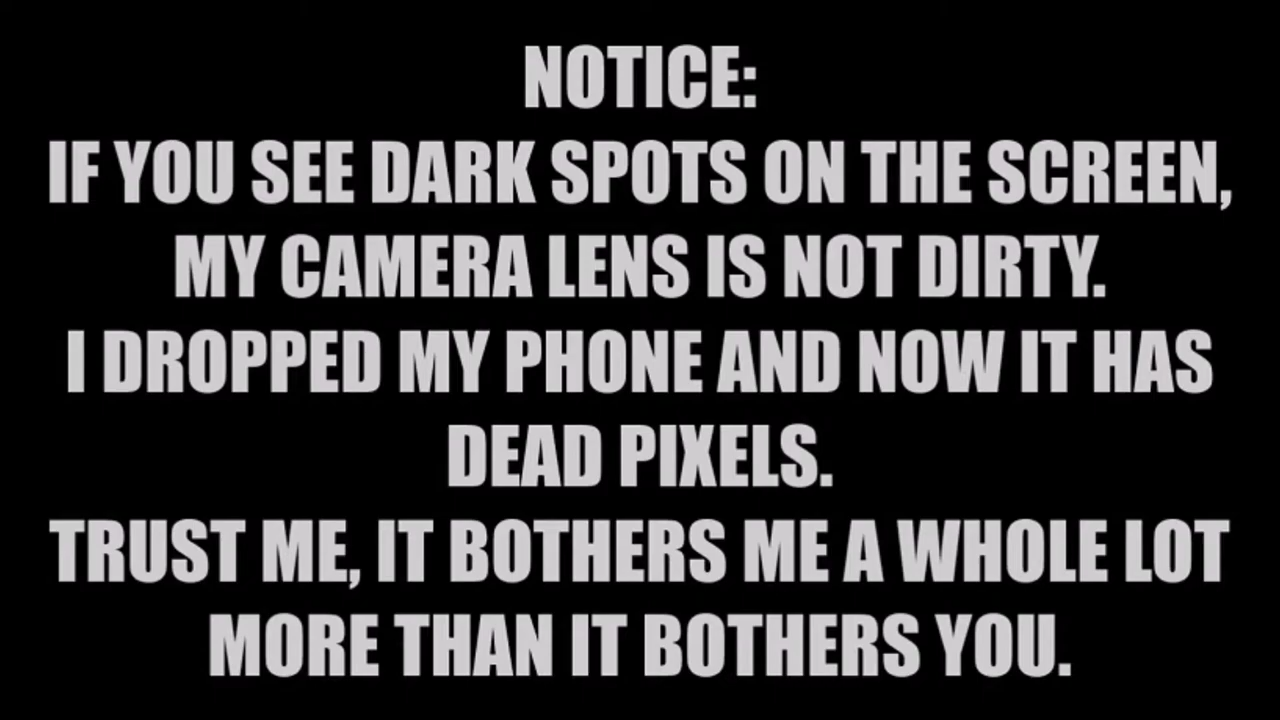 NOTICE:
IF YOU SEE DARK SPOTS ON THE SCREEN,
MY CAMERA LENS IS NOT DIRTY.
I DROPPED MY PHONE AND NOW IT HAS
DEAD PIXELS.
TRUST ME, IT BOTHERS ME A WHOLE LOT
MORE THAN IT BOTHERS YOU.